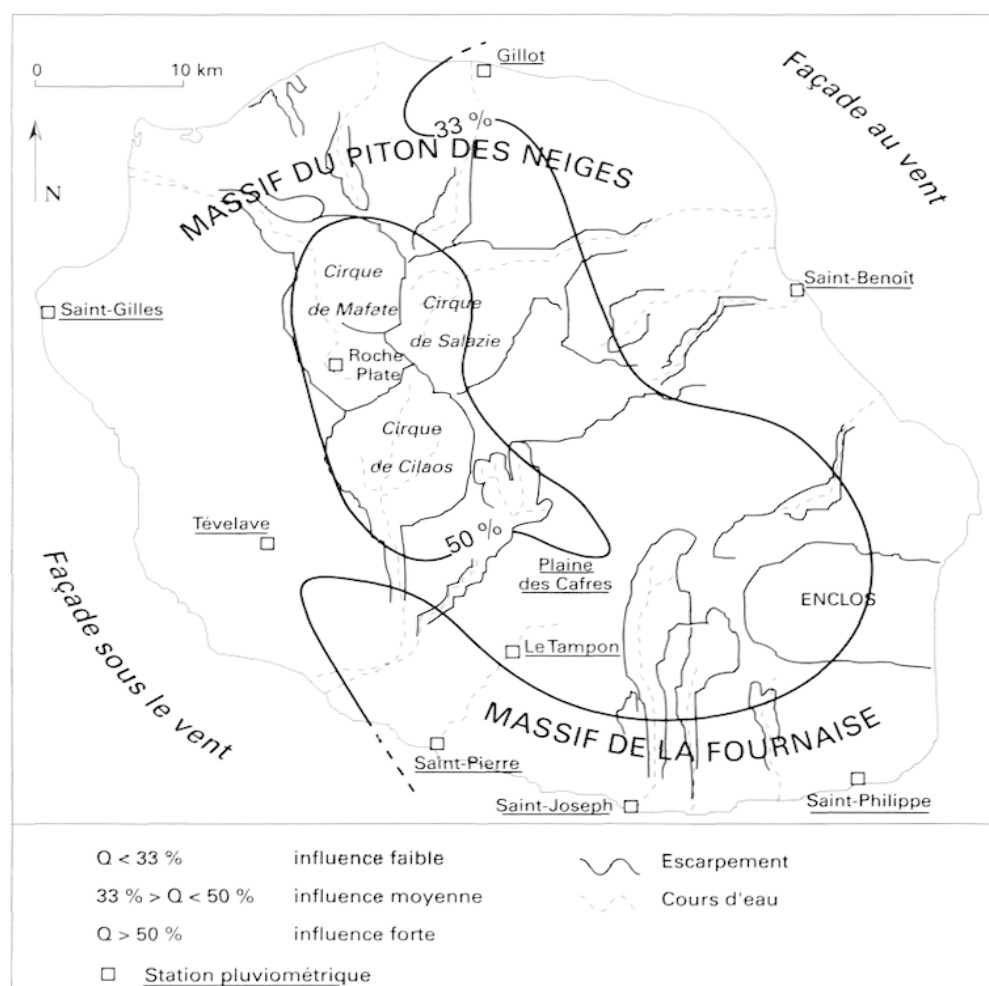 Gillot
0 10 km
Façade au vent
33 %
MASSIF DU PITON DES NEIGES
N
Cirque
de Mafate
Saint-Benoît
Cirque
de Salazie
Saint-Gilles
Roche
Plate
Cirque
de Cilaos
Tévelave
50 %
Plaine
des Cafres
Façade sous le vent
ENCLOS
Le Tampon
MASSIF DE LA FOURNAISE
Saint-Pierre
Saint-Joseph
Saint-Philippe
Q < 33 % influence faible
33 % > Q < 50 % influence moyenne
Q > 50 % influence forte
Station pluviométrique
Escarpement
Cours d'eau